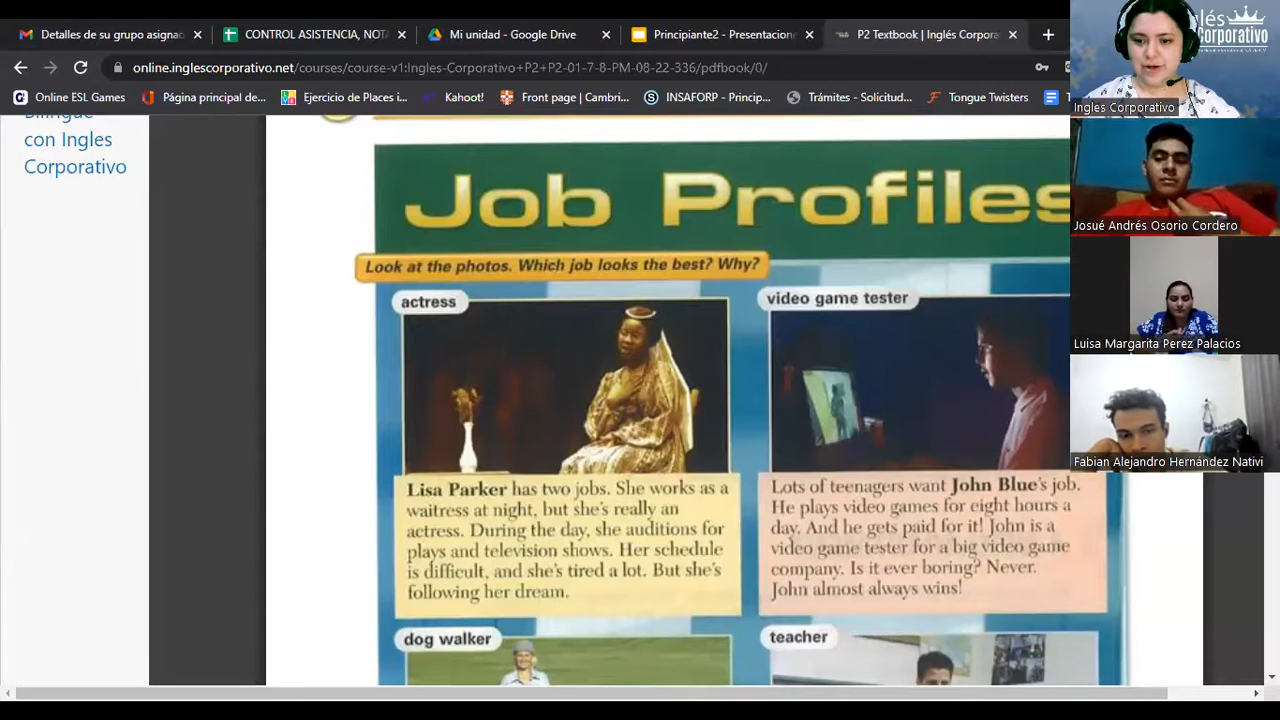 Detalles de su grupo asignac
CONTROL ASISTENCIA, NOTA
Mi unidad - Google Drive
Principiante2 - Presentacione
P2 Textbook | Inglés Corpora
online.inglescorporativo.net/courses/course-v1:Ingles-Corporativo+P2+P2-01-7-8-PM-08-22-336/pdfbook/0/
Online ESL Games
Página principal de...
Ejercicio de Places i...
Kahoot!
Front page | Cambri...
INSAFORP - Princip...
Trámites - Solicitud...
Tongue Twisters
Bilingüe
con Ingles
Corporativo
Job Profiles
Look at the photos. Which job looks the best? Why?
actress
Lisa Parker has two jobs. She works as a
waitress at night, but she's really an
actress. During the day, she auditions for
plays and television shows. Her schedule
is difficult, and she's tired a lot. But she's
following her dream.
video game tester
Lots of teenagers want John Blue's job.
He plays video games for eight hours a
day. And he gets paid for it! John is a
video game tester for a big video game
company. Is it ever boring? Never.
John almost always wins!
dog walker
teacher
lés
orporativo
Ingles Corporativo
Josué Andrés Osorio Cordero
Luisa Margarita Perez Palacios
Fabian Alejandro Hernández Nativi